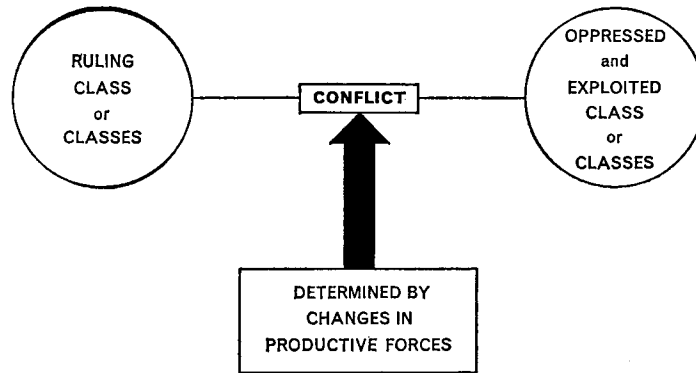 RULING
CLASS
or
CLASSES
CONFLICT
OPPRESSED
and
EXPLOITED
CLASS
or
CLASSES
DETERMINED BY
CHANGES IN
PRODUCTIVE FORCES